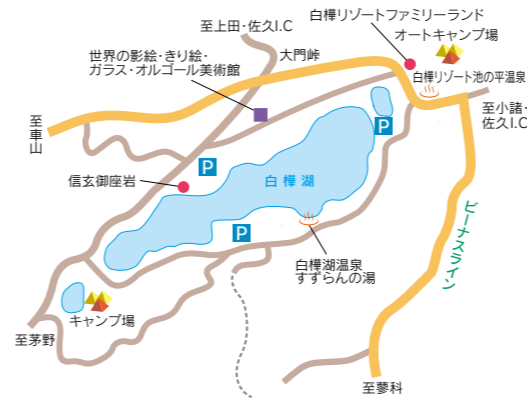 至上田・佐久I.C
白樺リゾートファミリーランド
オートキャンプ場
世界の影絵・きり絵・
ガラス・オルゴール美術館
大門峠
白樺リゾート池の平温泉
至車山
至小諸・
佐久I.C
P
P
信玄御座岩
白樺湖
ビーナスライン
P
白樺湖温泉
すずらんの湯
キャンプ場
至茅野
至蓼科